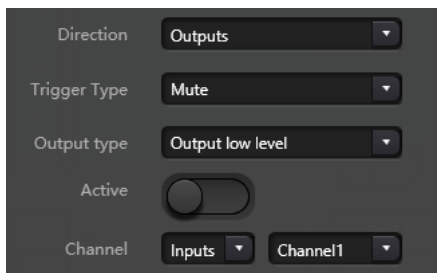 Direction Outputs
Trigger Type Mute
Output type Output low level
Active
Channel Inputs Channel1